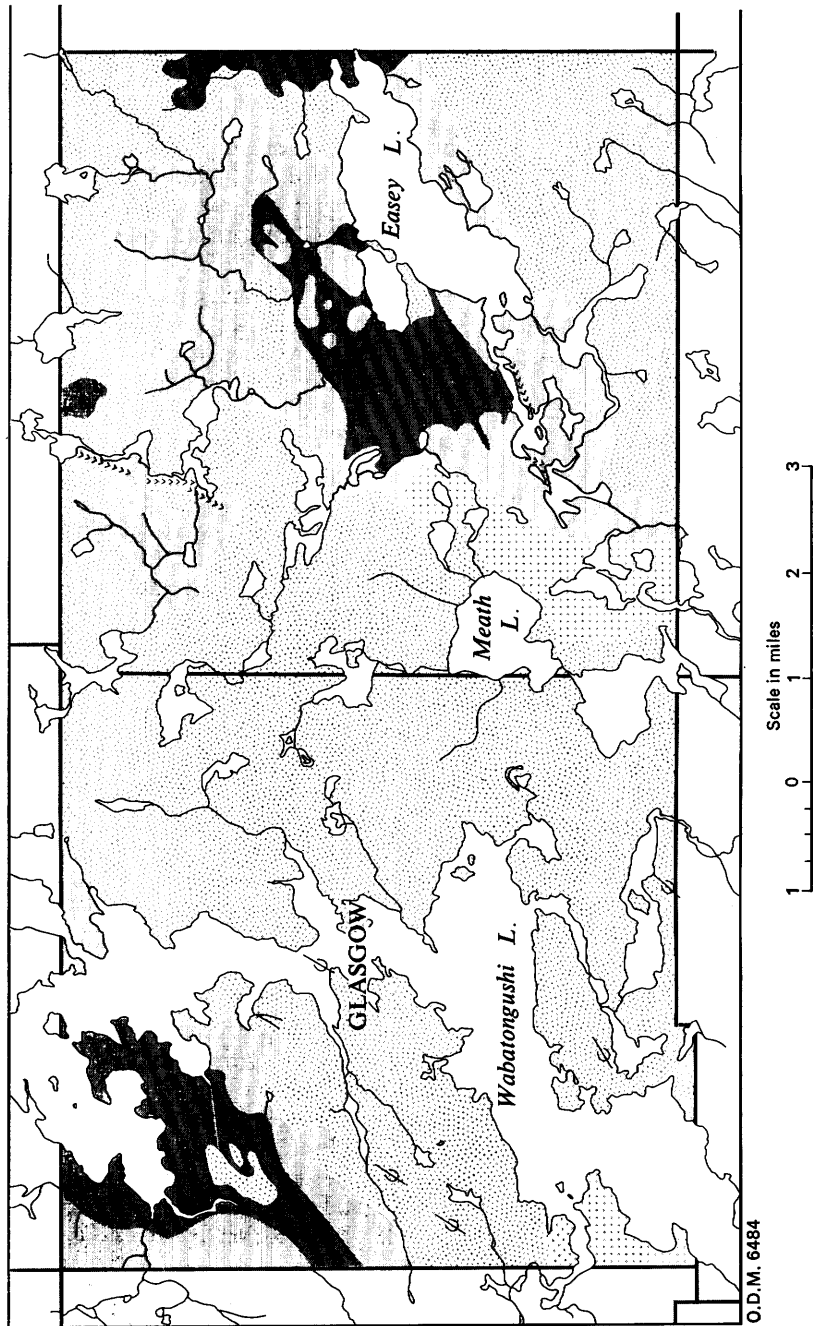 Easey L.
Meath
L.
GLASGOW
Wabatongushi L.
O.D.M. 6484
Scale in miles
1 0 1 2 3